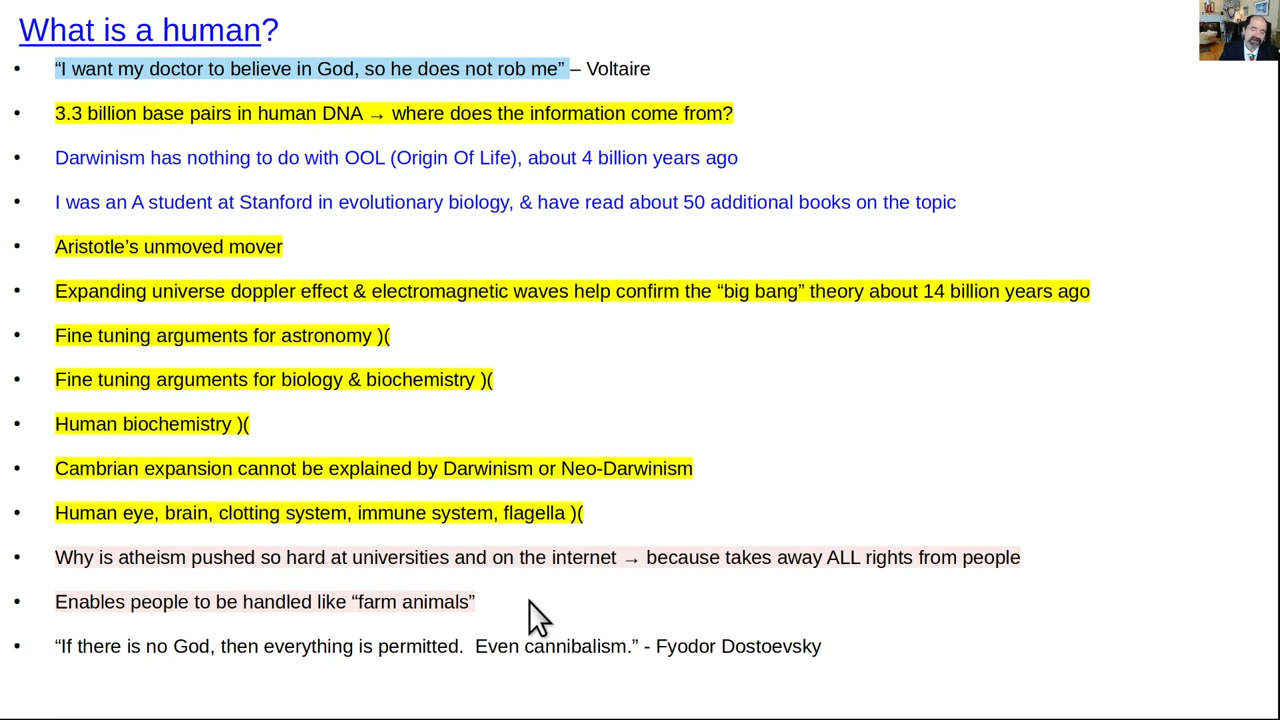 What is a human?
• “I want my doctor to believe in God, so he does not rob me” – Voltaire
• 3.3 billion base pairs in human DNA → where does the information come from?
• Darwinism has nothing to do with OOL (Origin Of Life), about 4 billion years ago
• I was an A student at Stanford in evolutionary biology, & have read about 50 additional books on the topic
• Aristotle’s unmoved mover
• Expanding universe doppler effect & electromagnetic waves help confirm the “big bang” theory about 14 billion years ago
• Fine tuning arguments for astronomy )(
• Fine tuning arguments for biology & biochemistry )(
• Human biochemistry )(
• Cambrian expansion cannot be explained by Darwinism or Neo-Darwinism
• Human eye, brain, clotting system, immune system, flagella )(
• Why is atheism pushed so hard at universities and on the internet → because takes away ALL rights from people
• Enables people to be handled like “farm animals”
• “If there is no God, then everything is permitted.  Even cannibalism.” - Fyodor Dostoevsky